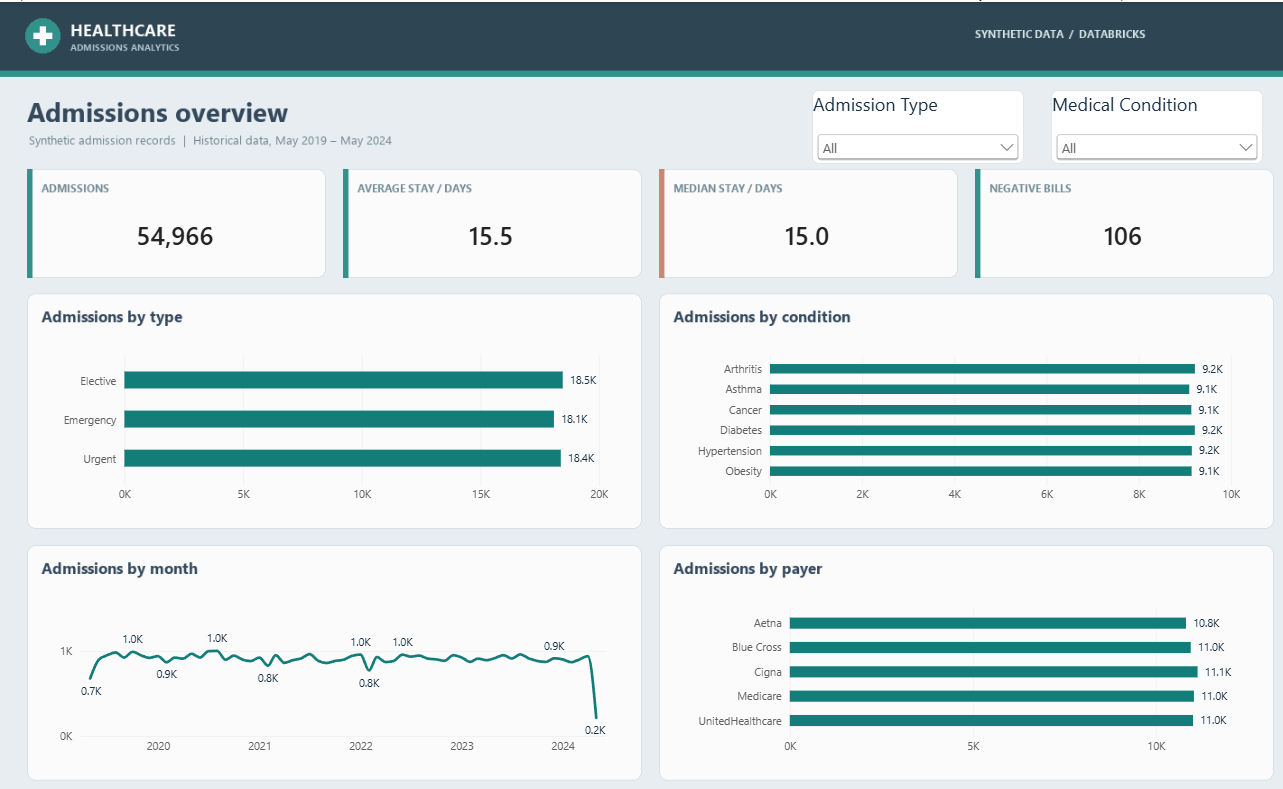 HEALTHCARE
ADMISSIONS ANALYTICS
SYNTHETIC DATA / DATABRICKS
Admissions overview
Synthetic admission records | Historical data, May 2019 – May 2024
Admission Type
All
Medical Condition
All
ADMISSIONS
54,966
AVERAGE STAY / DAYS
15.5
MEDIAN STAY / DAYS
15.0
NEGATIVE BILLS
106
Admissions by type
Elective 18.5K
Emergency 18.1K
Urgent 18.4K
0K 5K 10K 15K 20K
Admissions by condition
Arthritis 9.2K
Asthma 9.1K
Cancer 9.1K
Diabetes 9.2K
Hypertension 9.2K
Obesity 9.1K
0K 2K 4K 6K 8K 10K
Admissions by month
1.0K 1.0K 1.0K 1.0K 0.9K
1K
0.9K 0.8K 0.8K
0.7K
0.2K
0K
2020 2021 2022 2023 2024
Admissions by payer
Aetna 10.8K
Blue Cross 11.0K
Cigna 11.1K
Medicare 11.0K
UnitedHealthcare 11.0K
0K 5K 10K